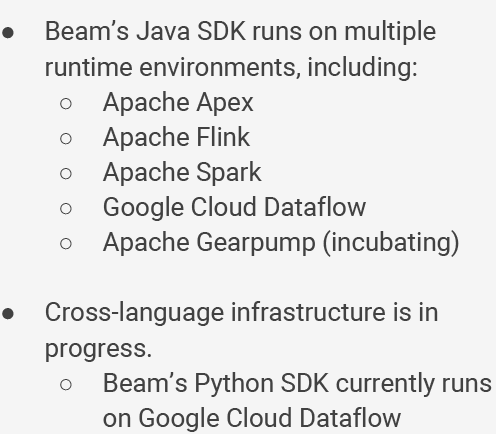 ● Beam’s Java SDK runs on multiple
runtime environments, including:
○ Apache Apex
○ Apache Flink
○ Apache Spark
○ Google Cloud Dataflow
○ Apache Gearpump (incubating)
● Cross-language infrastructure is in
progress.
○ Beam’s Python SDK currently runs
on Google Cloud Dataflow